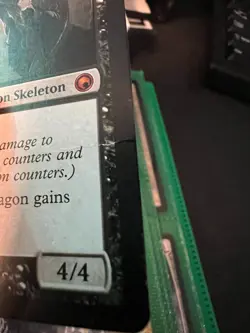 on Skeleton
amage to
counters and
on counters.)
agon gains
4/4